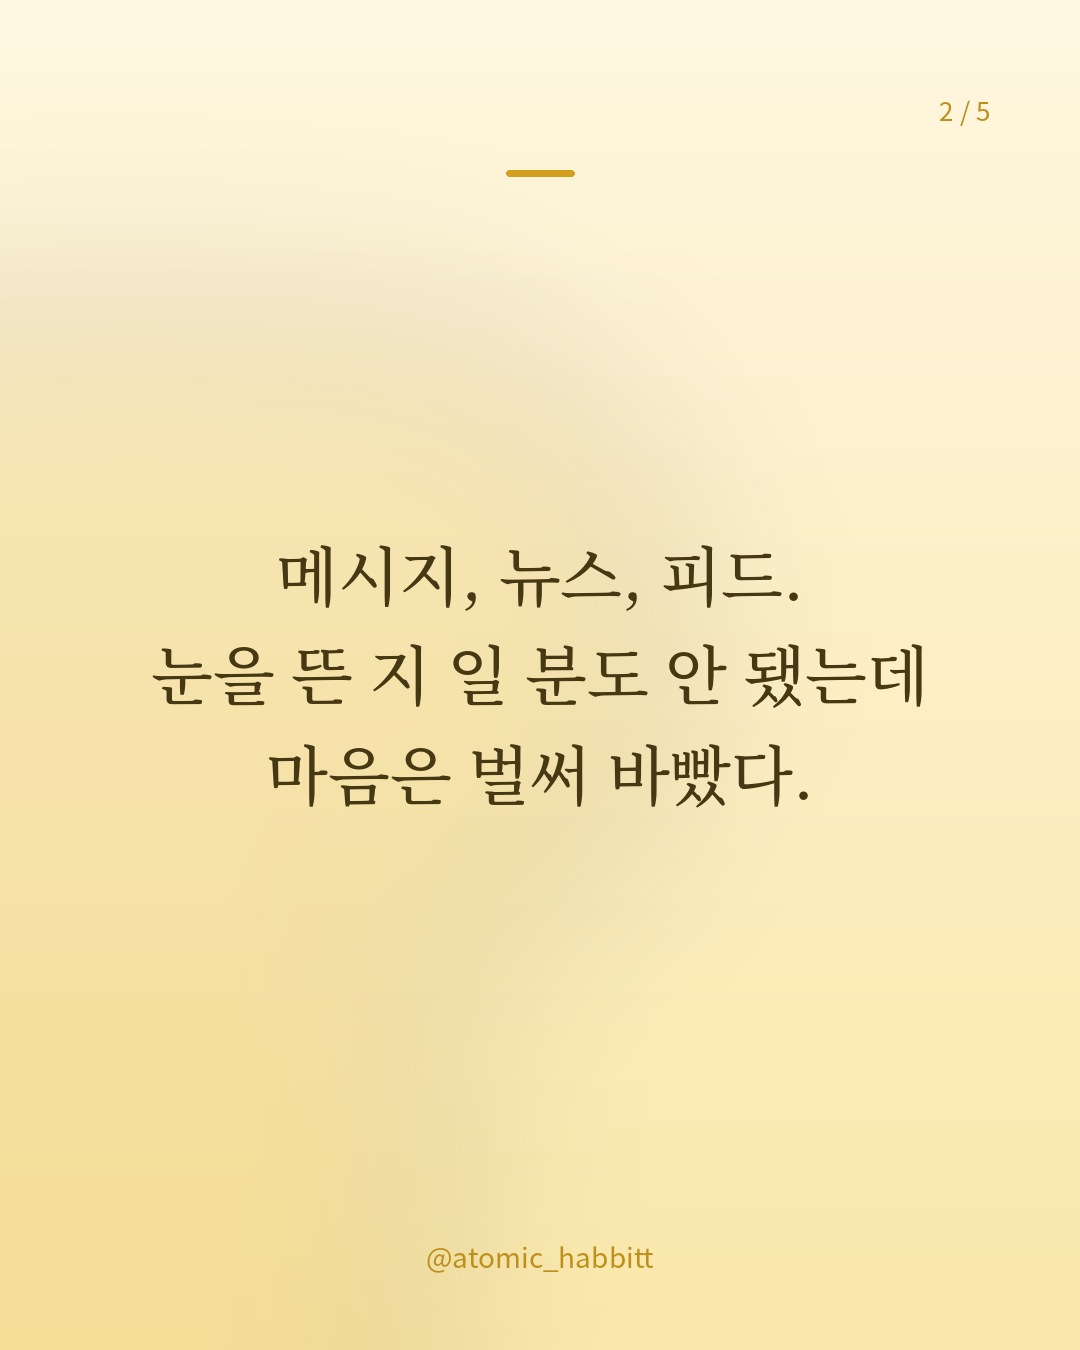 2 / 5
메시지, 뉴스, 피드.
눈을 뜬 지 일 분도 안 됐는데
마음은 벌써 바빴다.
@atomic_habbitt